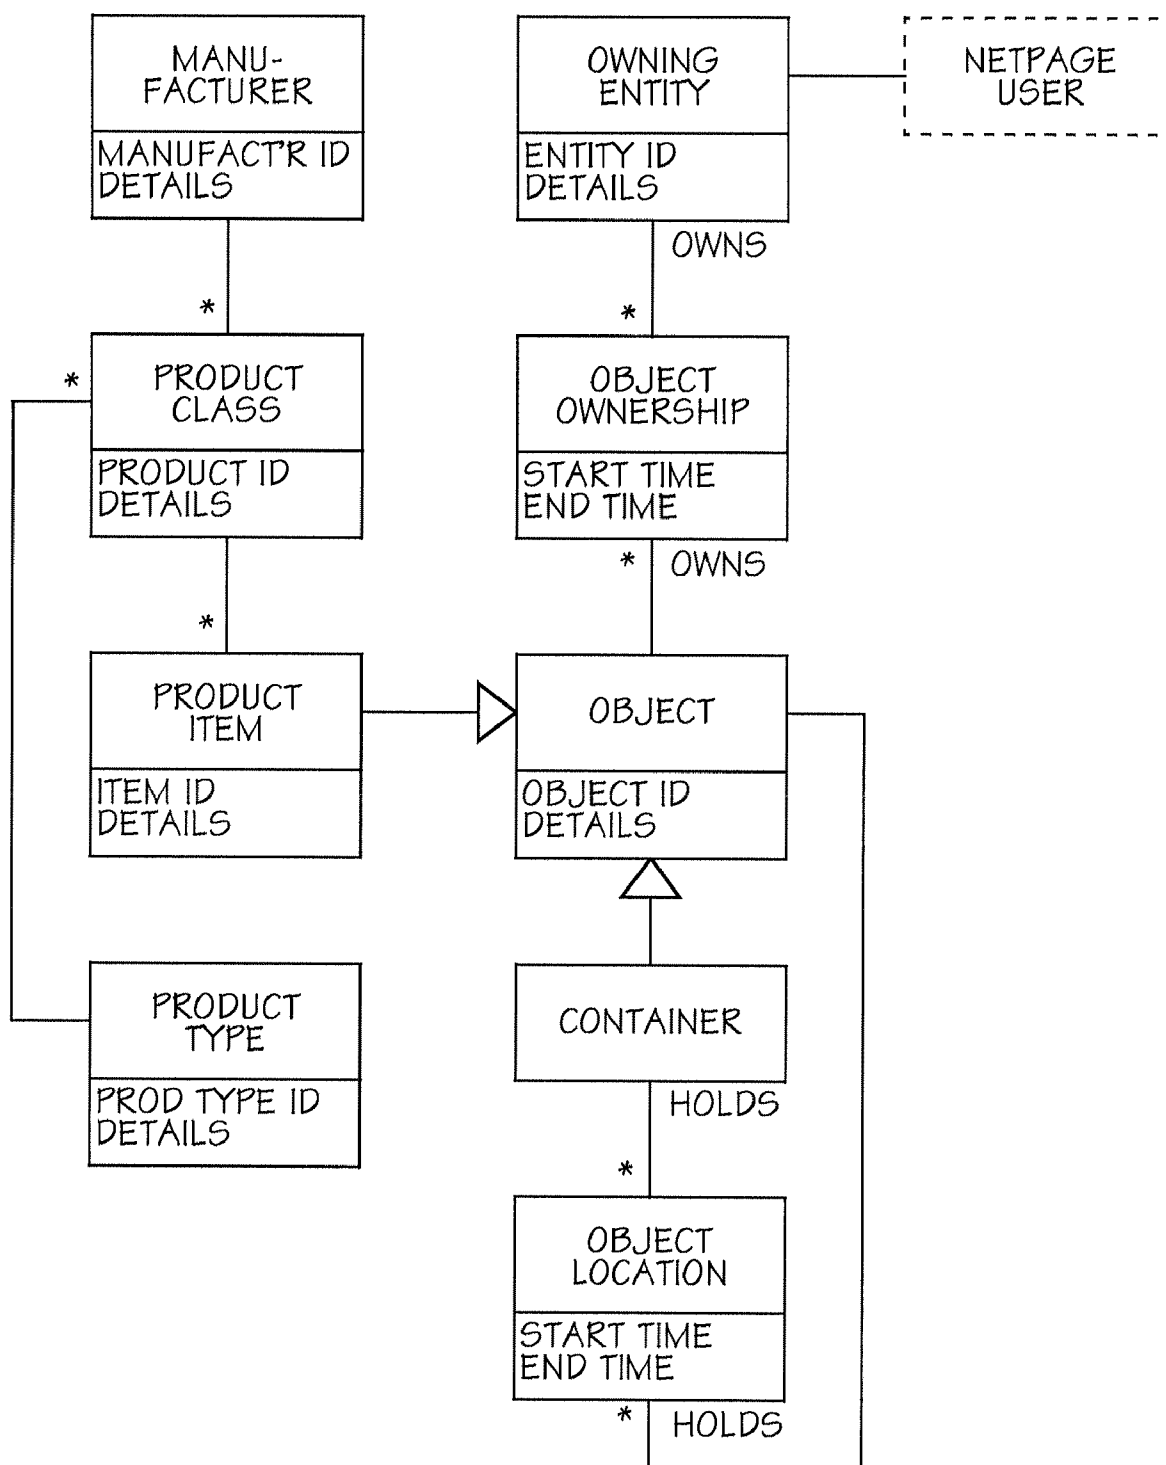 MANU-
FACTURER
MANUFACT'R ID
DETAILS
OWNING
ENTITY
ENTITY ID
DETAILS
NETPAGE
USER
OWNS
*
*
*
PRODUCT
CLASS
PRODUCT ID
DETAILS
OBJECT
OWNERSHIP
START TIME
END TIME
* OWNS
*
PRODUCT
ITEM
ITEM ID
DETAILS
OBJECT
OBJECT ID
DETAILS
PRODUCT
TYPE
PROD TYPE ID
DETAILS
CONTAINER
HOLDS
*
OBJECT
LOCATION
START TIME
END TIME
* HOLDS